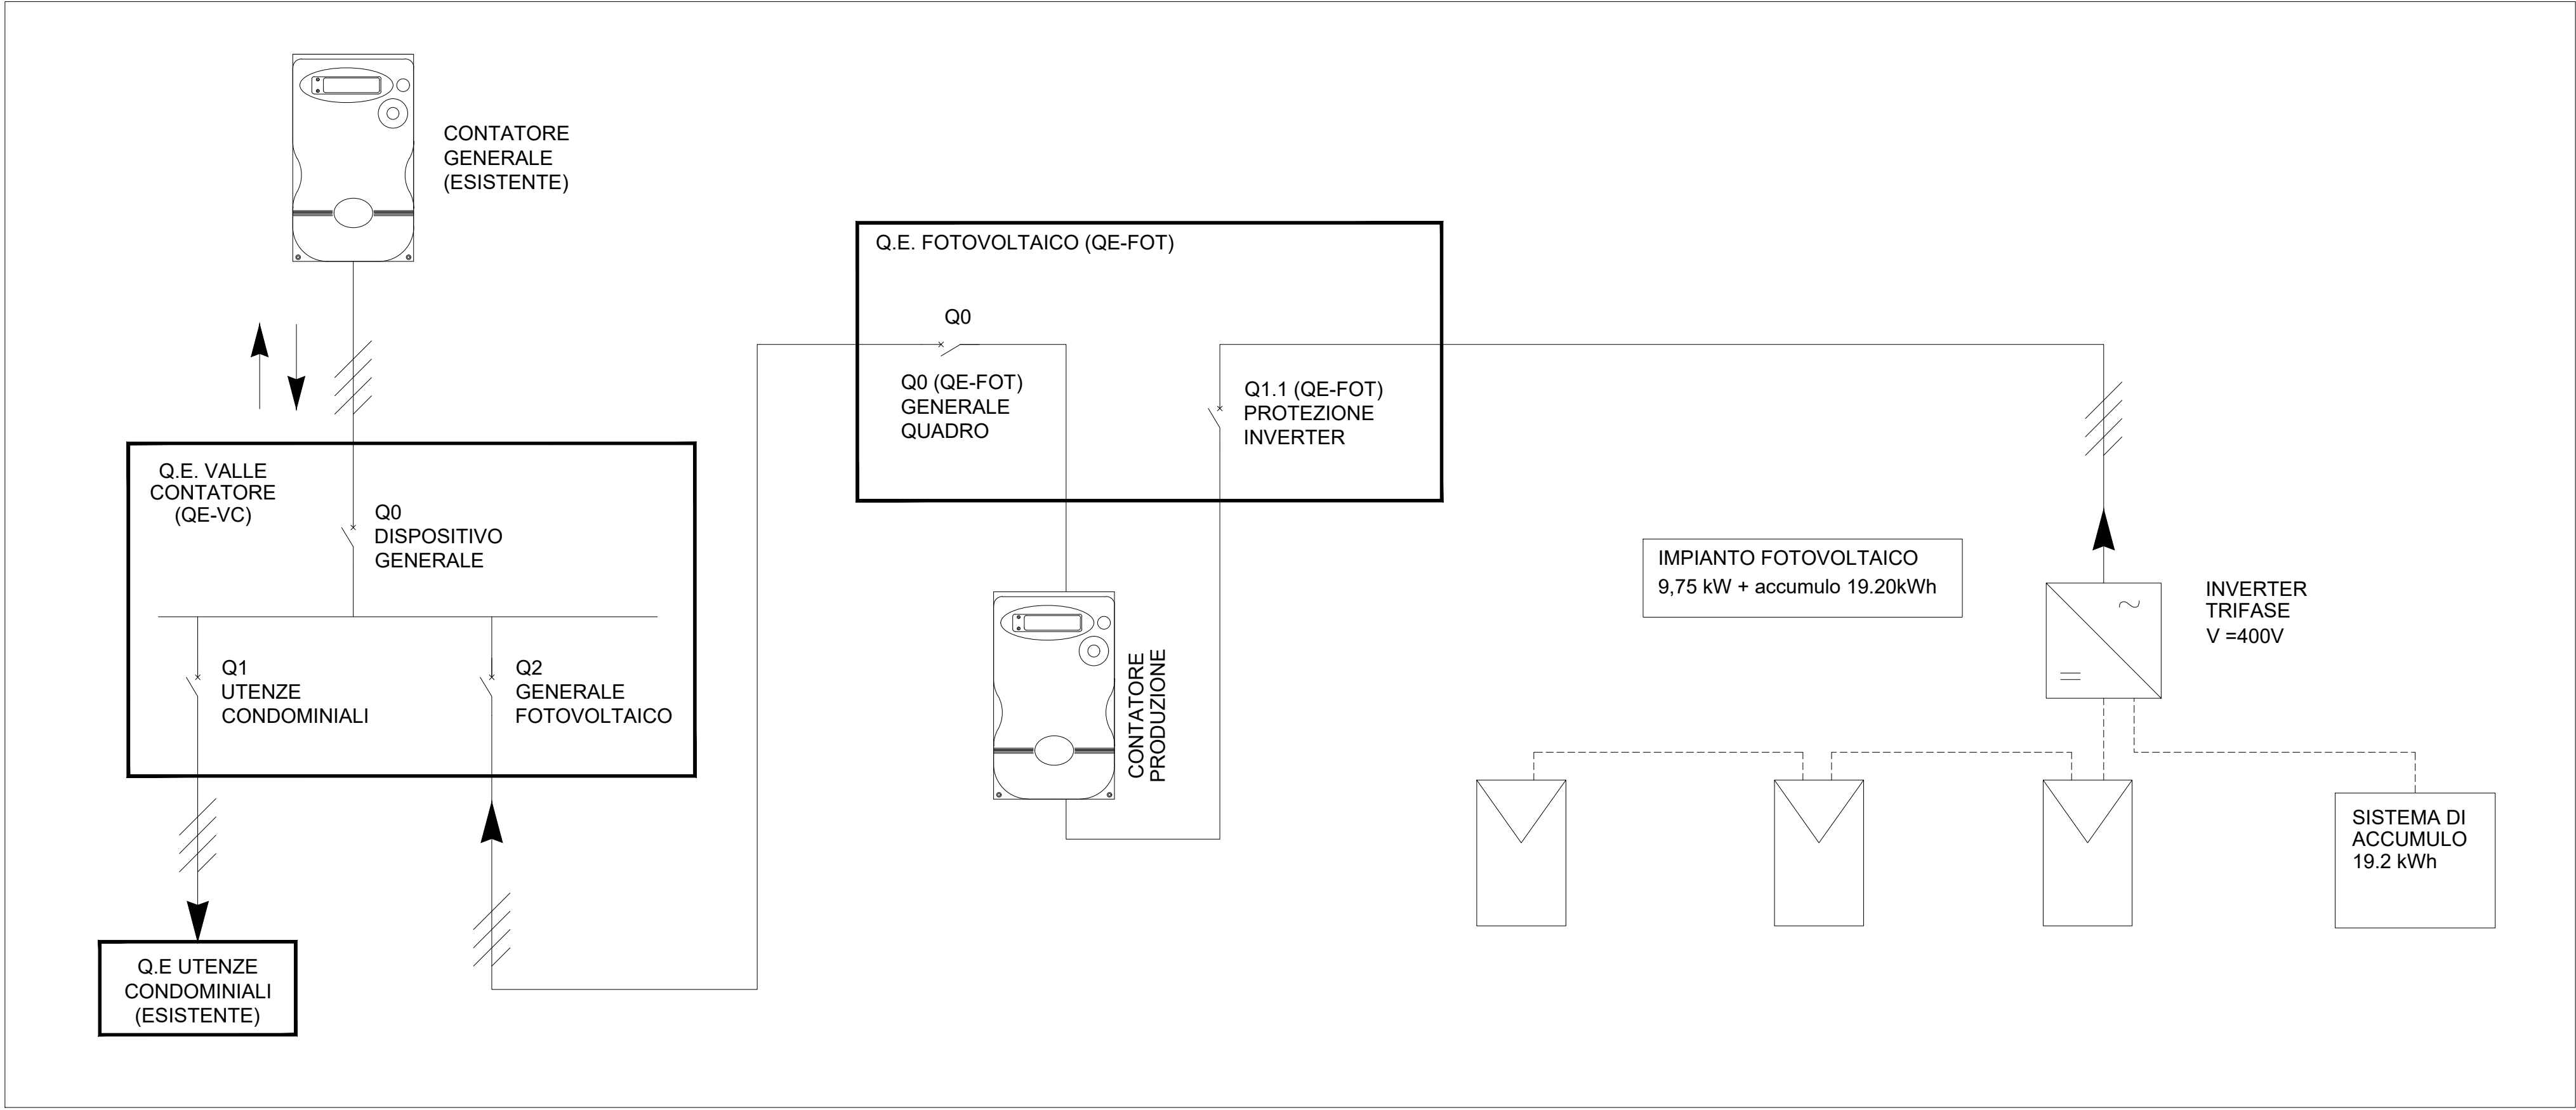 CONTATORE
GENERALE
(ESISTENTE)
Q.E. VALLE
CONTATORE
(QE-VC)
Q0
DISPOSITIVO
GENERALE
Q1
UTENZE
CONDOMINIALI
Q2
GENERALE
FOTOVOLTAICO
Q.E UTENZE
CONDOMINIALI
(ESISTENTE)
Q.E. FOTOVOLTAICO (QE-FOT)
Q0
Q0 (QE-FOT)
GENERALE
QUADRO
Q1.1 (QE-FOT)
PROTEZIONE
INVERTER
CONTATORE
PRODUZIONE
IMPIANTO FOTOVOLTAICO
9,75 kW + accumulo 19.20kWh
INVERTER
TRIFASE
V =400V
SISTEMA DI
ACCUMULO
19.2 kWh